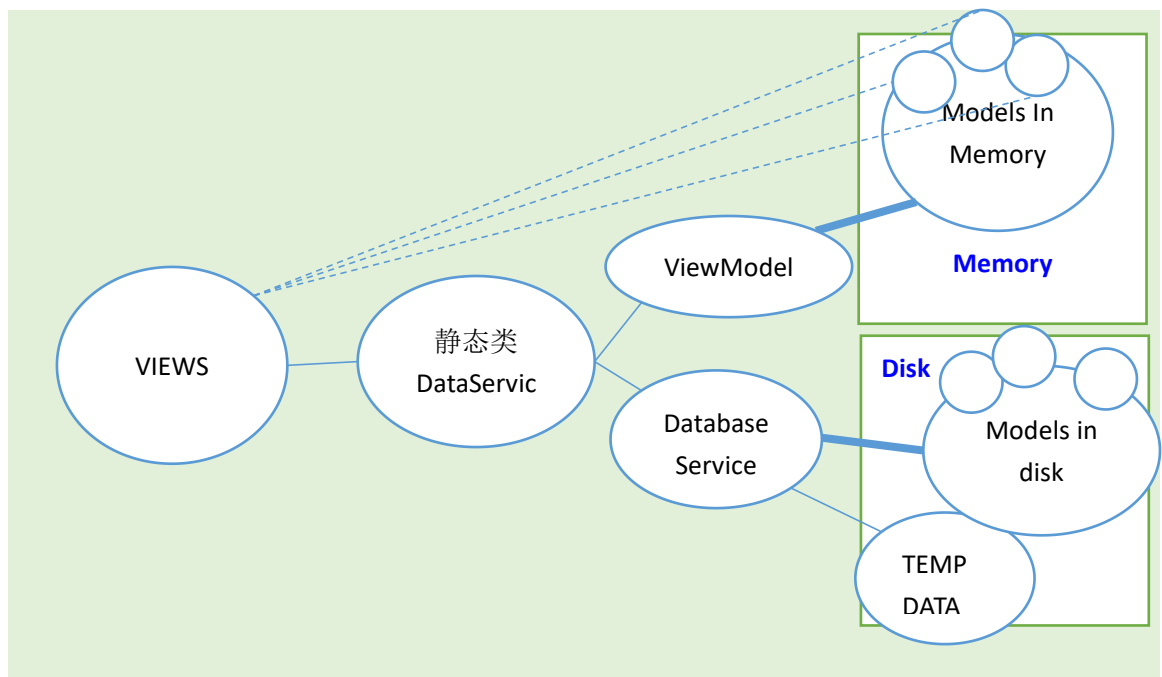 VIEWS
静态类
DataServic
ViewModel
Database
Service
Models In
Memory
Memory
Disk
Models in
disk
TEMP
DATA